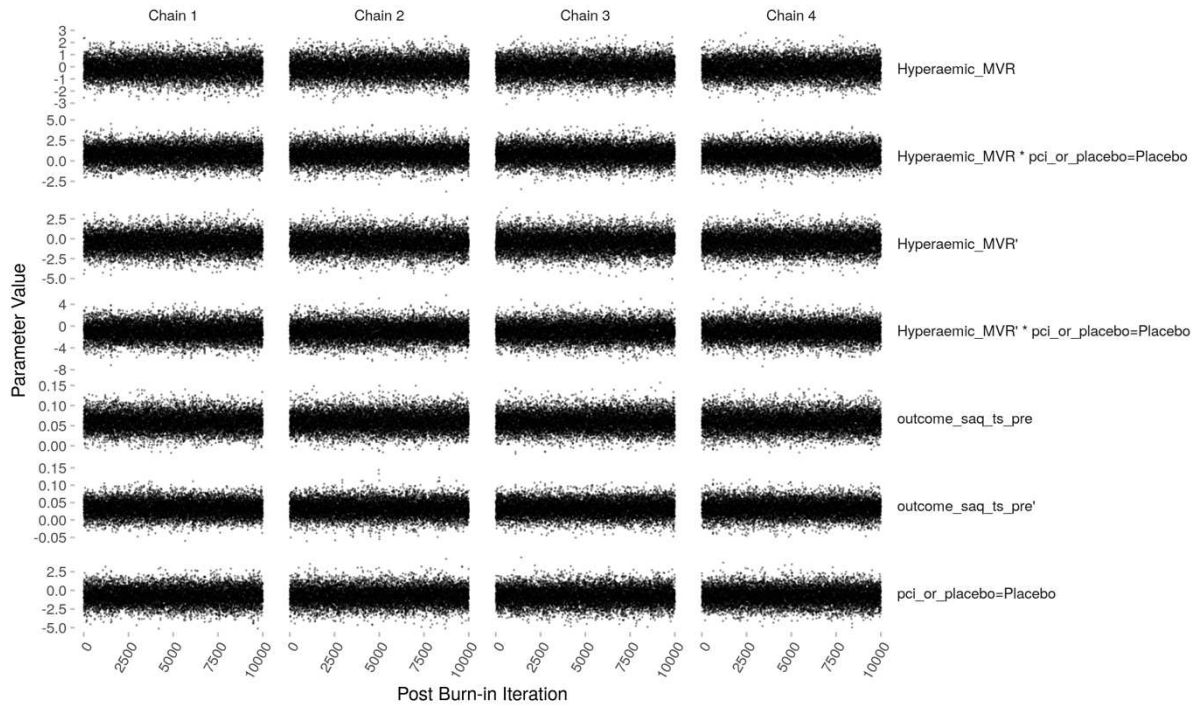 Chain 1 Chain 2 Chain 3 Chain 4
3
2
1
0
-1
-2
-3
Hyperaemic_MVR
5.0
2.5
0.0
-2.5
Hyperaemic_MVR * pci_or_placebo=Placebo
2.5
0.0
-2.5
-5.0
Hyperaemic_MVR'
4
0
-4
-8
Hyperaemic_MVR' * pci_or_placebo=Placebo
0.15
0.10
0.05
0.00
outcome_saq_ts_pre
0.15
0.10
0.05
0.00
-0.05
outcome_saq_ts_pre'
2.5
0.0
-2.5
-5.0
pci_or_placebo=Placebo
Parameter Value
0 2500 5000 7500 10000 0 2500 5000 7500 10000 0 2500 5000 7500 10000 0 2500 5000 7500 10000
Post Burn-in Iteration